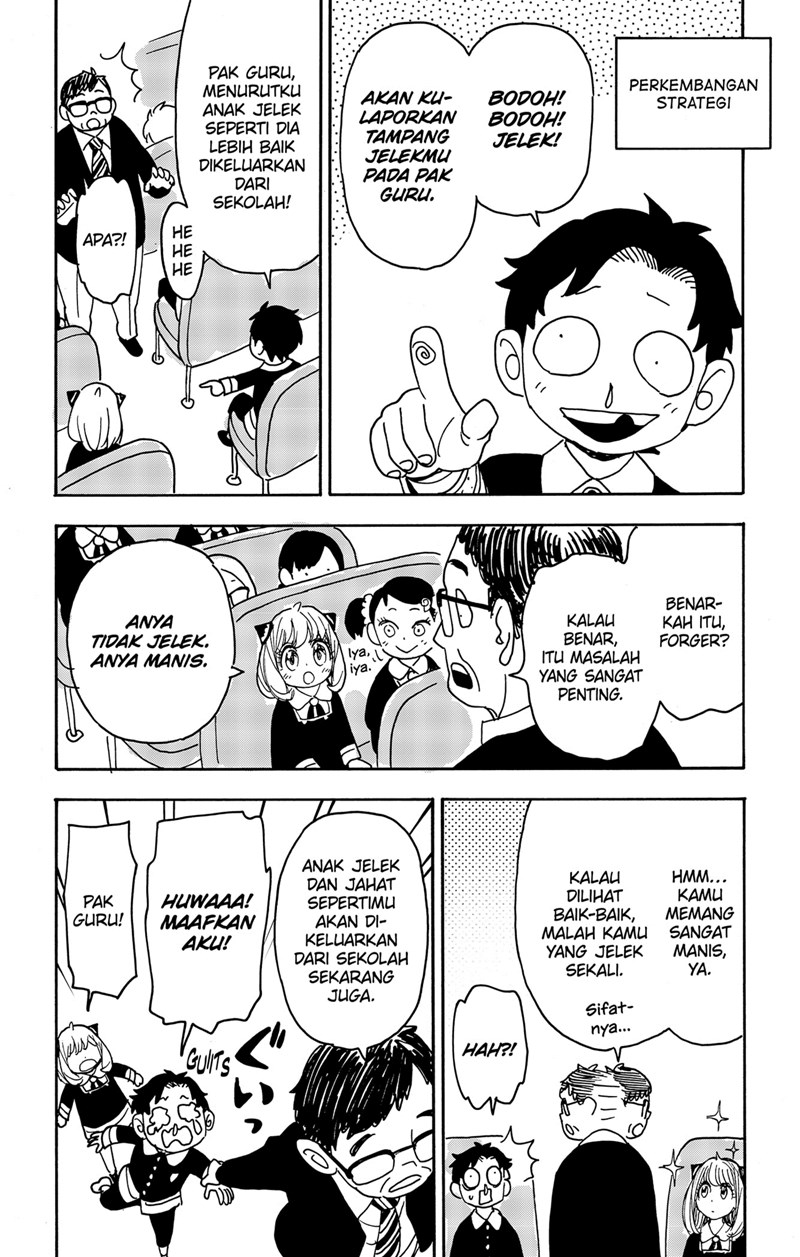 PERKEMBANGAN
STRATEGI
BODOH!
BODOH!
JELEK!
AKAN KU-
LAPORKAN
TAMPANG
JELEKMU
PADA PAK
GURU.
PAK GURU,
MENURUTKU
ANAK JELEK
SEPERTI DIA
LEBIH BAIK
DIKELUARKAN
DARI
SEKOLAH!
HE
HE
HE
APA?!
BENAR-
KAH ITU,
FORGER?
KALAU
BENAR,
ITU MASALAH
YANG SANGAT
PENTING.
Iya,
iya.
ANYA
TIDAK JELEK.
ANYA MANIS.
HMM...
KAMU
MEMANG
SANGAT
MANIS,
YA.
KALAU
DILIHAT
BAIK-BAIK,
MALAH KAMU
YANG JELEK
SEKALI.
Sifat-
nya...
HAH?!
ANAK JELEK
DAN JAHAT
SEPERTIMU
AKAN DI-
KELUARKAN
DARI SEKOLAH
SEKARANG
JUGA.
HUWAAA!
MAAFKAN
AKU!
PAK
GURU!
ぐいっ
GUIITS